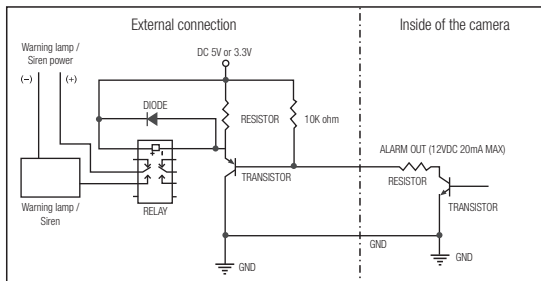 External connection
Inside of the camera
Warning lamp /
Siren power
(−)
(+)
DC 5V or 3.3V
DIODE
RESISTOR
10K ohm
+
ALARM OUT (12VDC 20mA MAX)
TRANSISTOR
RESISTOR
TRANSISTOR
Warning lamp /
Siren
RELAY
GND
GND
GND